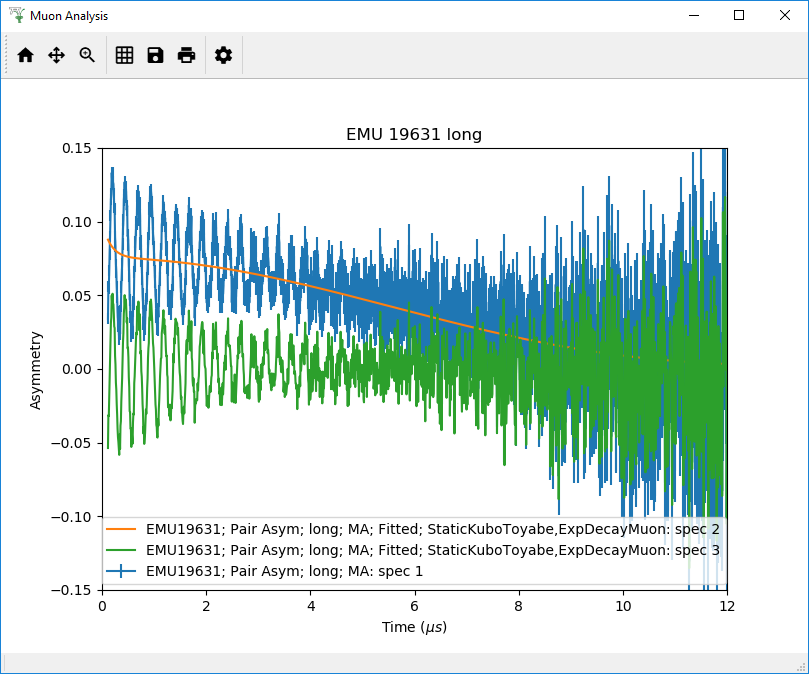 Muon Analysis
EMU 19631 long
0.15
0.10
0.05
0.00
−0.05
−0.10
−0.15
Asymmetry
EMU19631; Pair Asym; long; MA; Fitted; StaticKuboToyabe,ExpDecayMuon: spec 2
EMU19631; Pair Asym; long; MA; Fitted; StaticKuboToyabe,ExpDecayMuon: spec 3
EMU19631; Pair Asym; long; MA: spec 1
0 2 4 6 8 10 12
Time (μs)